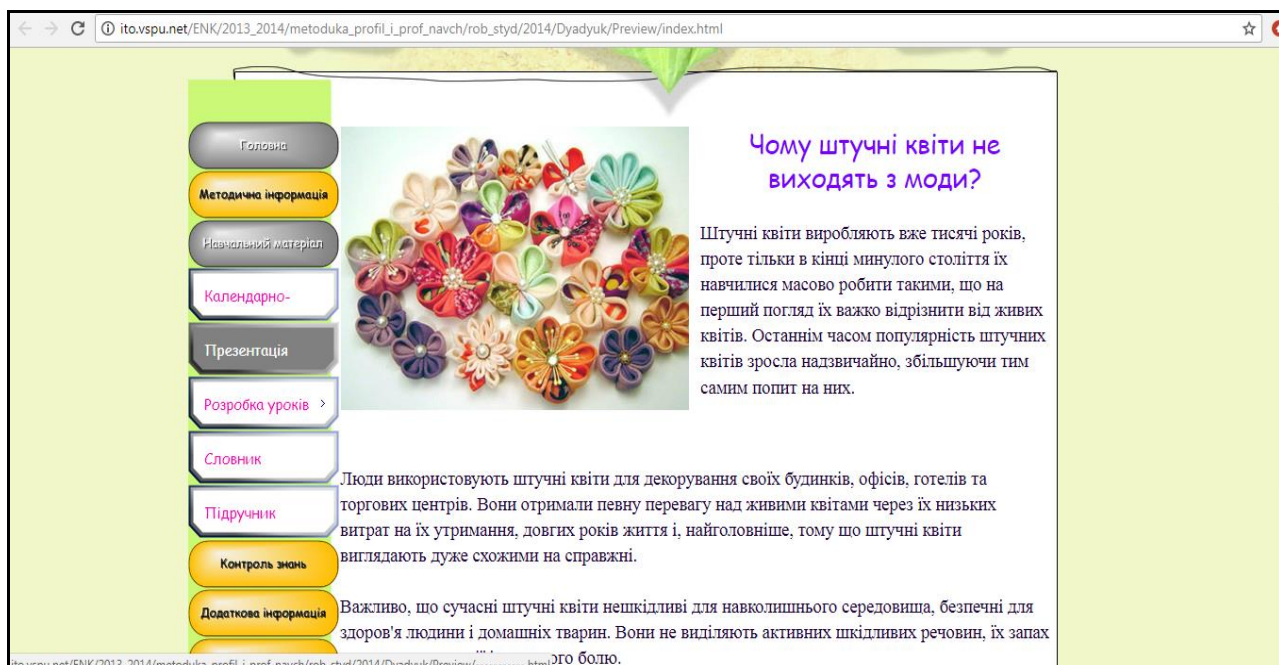 ito.vspu.net/ENK/2013_2014/metoduka_profil_i_prof_navch/rob_styd/2014/Dyadyuk/Preview/index.html
Головна
Методична інформація
Навчальний матеріал
Календарно-
Презентація
Розробка уроків
Словник
Підручник
Контроль знань
Додаткова інформація
Чому штучні квіти не
виходять з моди?
Штучні квіти виробляють вже тисячі років,
проте тільки в кінці минулого століття їх
навчилися масово робити такими, що на
перший погляд їх важко відрізнити від живих
квітів. Останнім часом популярність штучних
квітів зросла надзвичайно, збільшуючи тим
самим попит на них.
Люди використовують штучні квіти для декорування своїх будинків, офісів, готелів та
торгових центрів. Вони отримали певну перевагу над живими квітами через їх низьких
витрат на їх утримання, довгих років життя і, найголовніше, тому що штучні квіти
виглядають дуже схожими на справжні.
Важливо, що сучасні штучні квіти нешкідливі для навколишнього середовища, безпечні для
здоров'я людини і домашніх тварин. Вони не виділяють активних шкідливих речовин, їх запах
болю.